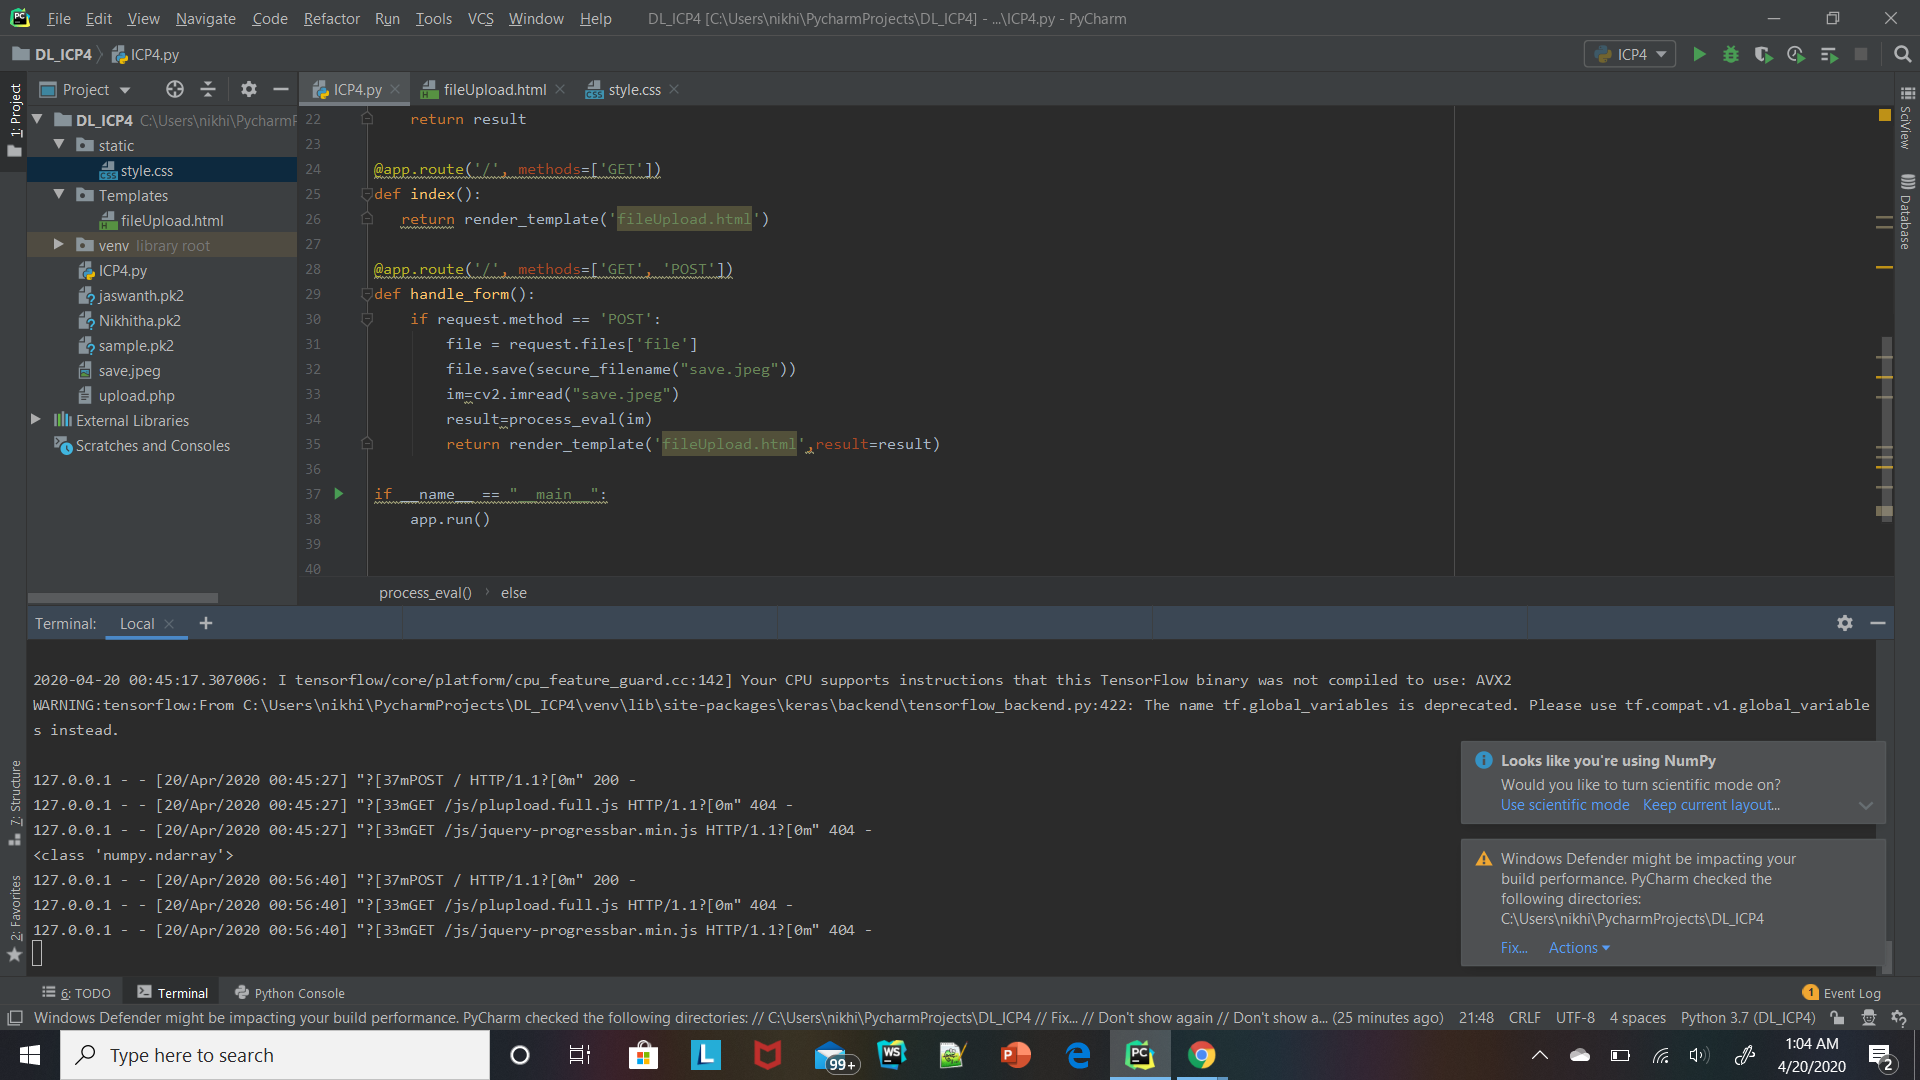 File Edit View Navigate Code Refactor Run Tools VCS Window Help DL_ICP4 [C:\Users\nikhi\PycharmProjects\DL_ICP4] - ...\ICP4.py - PyCharm
DL_ICP4 ICP4.py ICP4
Project ICP4.py fileUpload.html style.css
1: Project
DL_ICP4 C:\Users\nikhi\PycharmP
static
style.css
Templates
fileUpload.html
venv library root
ICP4.py
jaswanth.pk2
Nikhitha.pk2
sample.pk2
save.jpeg
upload.php
External Libraries
Scratches and Consoles
22 return result
23
24 @app.route('/', methods=['GET'])
25 def index():
26 return render_template('fileUpload.html')
27
28 @app.route('/', methods=['GET', 'POST'])
29 def handle_form():
30 if request.method == 'POST':
31 file = request.files['file']
32 file.save(secure_filename("save.jpeg"))
33 im=cv2.imread("save.jpeg")
34 result=process_eval(im)
35 return render_template('fileUpload.html',result=result)
36
37 if __name__ == "__main__":
38 app.run()
39
40
SciView
Database
process_eval() › else
Terminal: Local × +
2020-04-20 00:45:17.307006: I tensorflow/core/platform/cpu_feature_guard.cc:142] Your CPU supports instructions that this TensorFlow binary was not compiled to use: AVX2
WARNING:tensorflow:From C:\Users\nikhi\PycharmProjects\DL_ICP4\venv\lib\site-packages\keras\backend\tensorflow_backend.py:422: The name tf.global_variables is deprecated. Please use tf.compat.v1.global_variable
s instead.
127.0.0.1 - - [20/Apr/2020 00:45:27] "?[37mPOST / HTTP/1.1?[0m" 200 -
127.0.0.1 - - [20/Apr/2020 00:45:27] "?[33mGET /js/plupload.full.js HTTP/1.1?[0m" 404 -
127.0.0.1 - - [20/Apr/2020 00:45:27] "?[33mGET /js/jquery-progressbar.min.js HTTP/1.1?[0m" 404 -
<class 'numpy.ndarray'>
127.0.0.1 - - [20/Apr/2020 00:56:40] "?[37mPOST / HTTP/1.1?[0m" 200 -
127.0.0.1 - - [20/Apr/2020 00:56:40] "?[33mGET /js/plupload.full.js HTTP/1.1?[0m" 404 -
127.0.0.1 - - [20/Apr/2020 00:56:40] "?[33mGET /js/jquery-progressbar.min.js HTTP/1.1?[0m" 404 -
7: Structure
2: Favorites
Looks like you're using NumPy
Would you like to turn scientific mode on?
Use scientific mode Keep current layout...
Windows Defender might be impacting your
build performance. PyCharm checked the
following directories:
C:\Users\nikhi\PycharmProjects\DL_ICP4
Fix... Actions
6: TODO Terminal Python Console 1 Event Log
Windows Defender might be impacting your build performance. PyCharm checked the following directories: // C:\Users\nikhi\PycharmProjects\DL_ICP4 // Fix... // Don't show again // Don't show a... (25 minutes ago) 21:48 CRLF UTF-8 4 spaces Python 3.7 (DL_ICP4)
Type here to search
L
99+
WS
PC
1:04 AM
4/20/2020
2